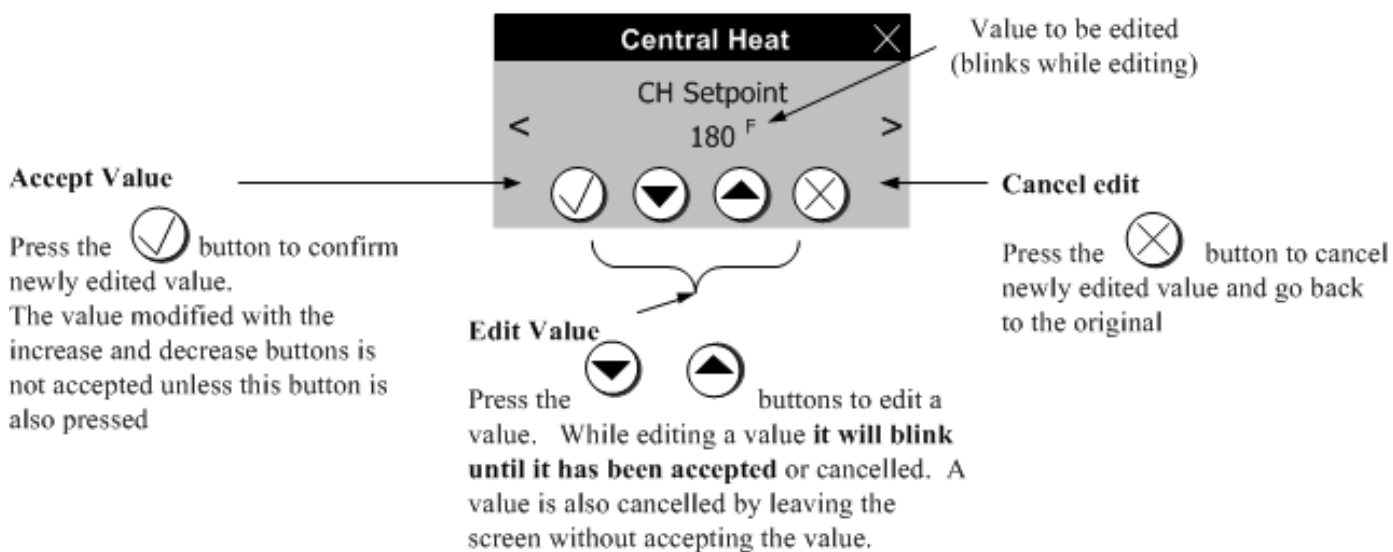 Central Heat
CH Setpoint
< 180 F >
Value to be edited
(blinks while editing)
Accept Value
Press the button to confirm
newly edited value.
The value modified with the
increase and decrease buttons is
not accepted unless this button is
also pressed
Edit Value
Press the buttons to edit a
value. While editing a value it will blink
until it has been accepted or cancelled. A
value is also cancelled by leaving the
screen without accepting the value.
Cancel edit
Press the button to cancel
newly edited value and go back
to the original